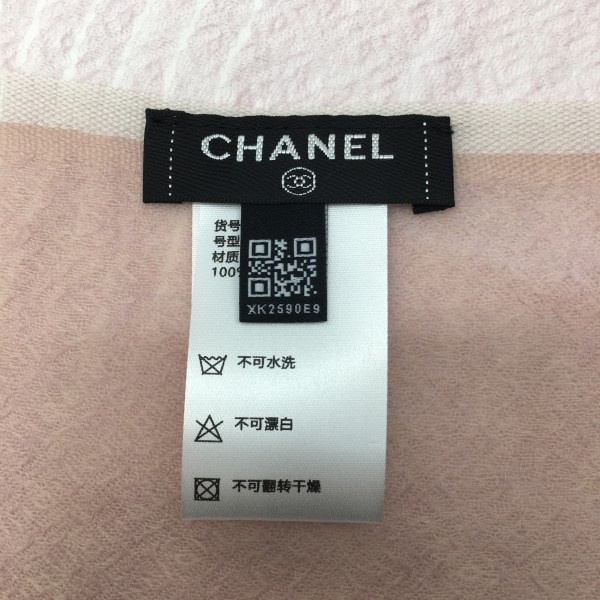 CHANEL
货号
号型
材质
100%
XK2590E9
不可水洗
不可漂白
不可翻转干燥